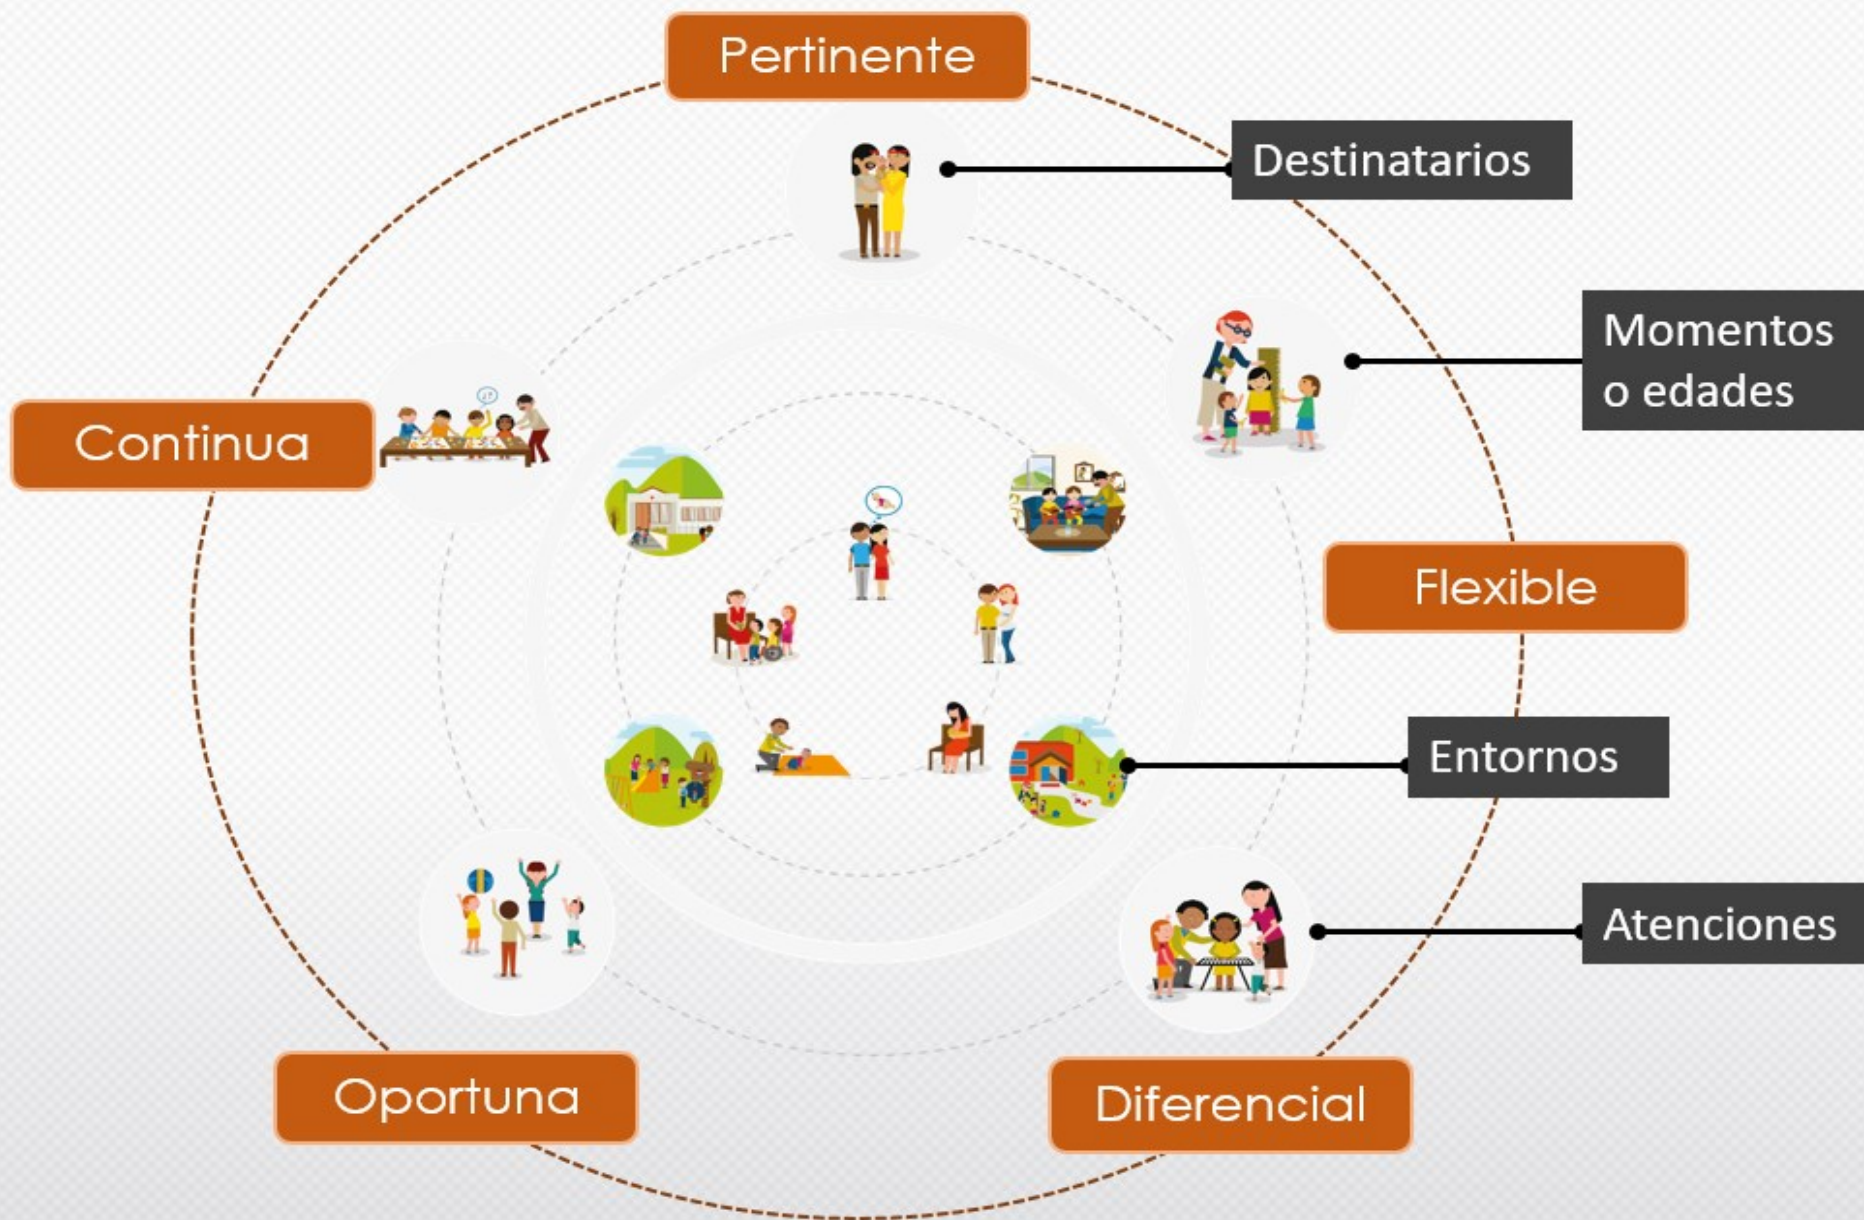 Pertinente
Destinatarios
Momentos
o edades
Continua
Flexible
Entornos
Atenciones
Oportuna
Diferencial